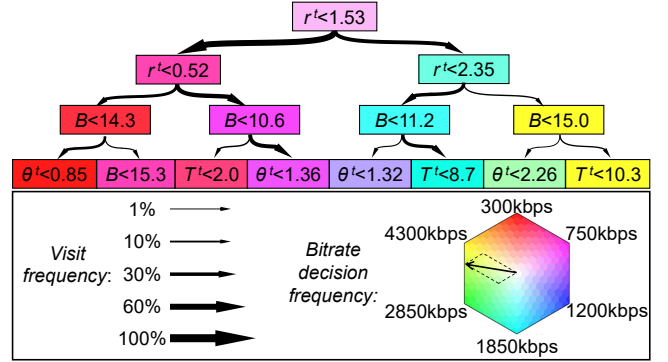 r^t<1.53
r^t<0.52 r^t<2.35
B<14.3 B<10.6 B<11.2 B<15.0
θ^t<0.85 B<15.3 T^t<2.0 θ^t<1.36 θ^t<1.32 T^t<8.7 θ^t<2.26 T^t<10.3
Visit
frequency:
1%
10%
30%
60%
100%
Bitrate
decision
frequency:
300kbps
4300kbps 750kbps
2850kbps 1200kbps
1850kbps